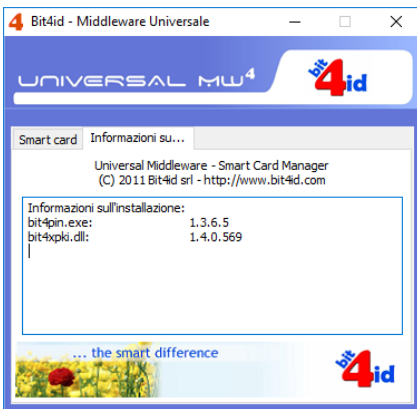 Bit4id - Middleware Universale
UNIVERSAL MW4
bit4id
Smart card
Informazioni su...
Universal Middleware - Smart Card Manager
(C) 2011 Bit4id srl - http://www.bit4id.com
Informazioni sull'installazione:
bit4pin.exe: 1.3.6.5
bit4xpki.dll: 1.4.0.569
... the smart difference
bit4id